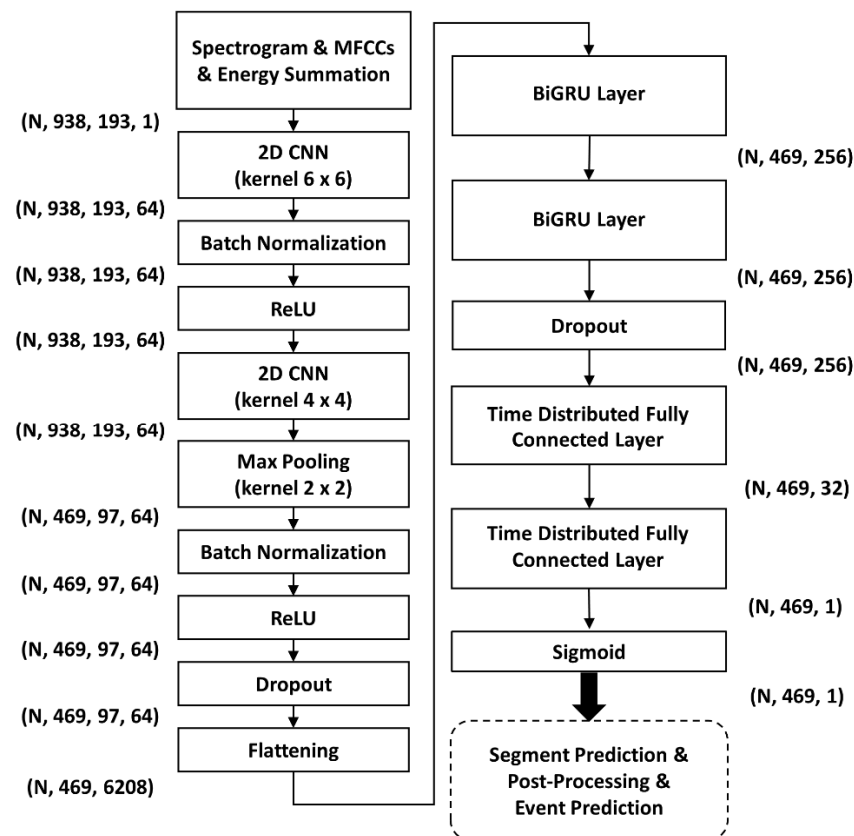 Spectrogram & MFCCs
& Energy Summation
(N, 938, 193, 1)
2D CNN
(kernel 6 x 6)
(N, 938, 193, 64)
Batch Normalization
(N, 938, 193, 64)
ReLU
(N, 938, 193, 64)
2D CNN
(kernel 4 x 4)
(N, 938, 193, 64)
Max Pooling
(kernel 2 x 2)
(N, 469, 97, 64)
Batch Normalization
(N, 469, 97, 64)
ReLU
(N, 469, 97, 64)
Dropout
(N, 469, 97, 64)
Flattening
(N, 469, 6208)
BiGRU Layer
(N, 469, 256)
BiGRU Layer
(N, 469, 256)
Dropout
(N, 469, 256)
Time Distributed Fully
Connected Layer
(N, 469, 32)
Time Distributed Fully
Connected Layer
(N, 469, 1)
Sigmoid
(N, 469, 1)
Segment Prediction &
Post-Processing &
Event Prediction